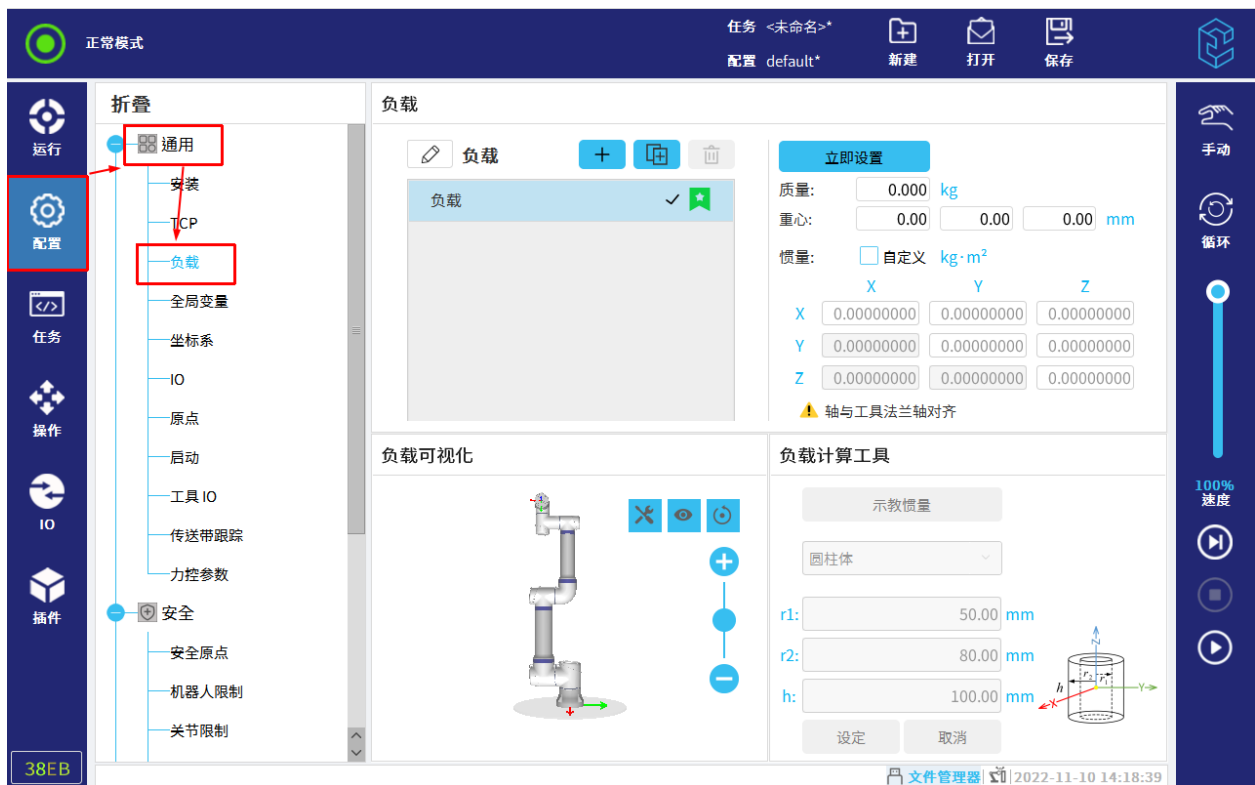 正常模式
任务 <未命名>*
配置 default*
新建
打开
保存
运行
配置
任务
操作
IO
插件
38EB
折叠
通用
安装
TCP
负载
全局变量
坐标系
IO
原点
启动
工具 IO
传送带跟踪
力控参数
安全
安全原点
机器人限制
关节限制
负载
负载
负载
立即设置
质量: 0.000 kg
重心: 0.00 0.00 0.00 mm
惯量: 自定义 kg·m²
X Y Z
X 0.00000000 0.00000000 0.00000000
Y 0.00000000 0.00000000 0.00000000
Z 0.00000000 0.00000000 0.00000000
轴与工具法兰轴对齐
负载可视化
负载计算工具
示教惯量
圆柱体
r1: 50.00 mm
r2: 80.00 mm
h: 100.00 mm
设定 取消
Z
r₂ r₁
h
X
Y
手动
循环
100%
速度
文件管理器 2022-11-10 14:18:39